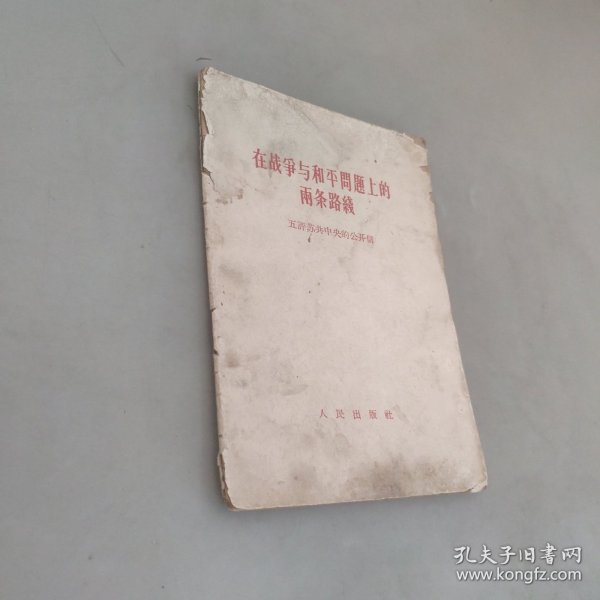 在战爭与和平問題上的
兩条路綫
五評苏共中央的公开信
人民出版社
孔夫子旧书网
www.kongfz.com